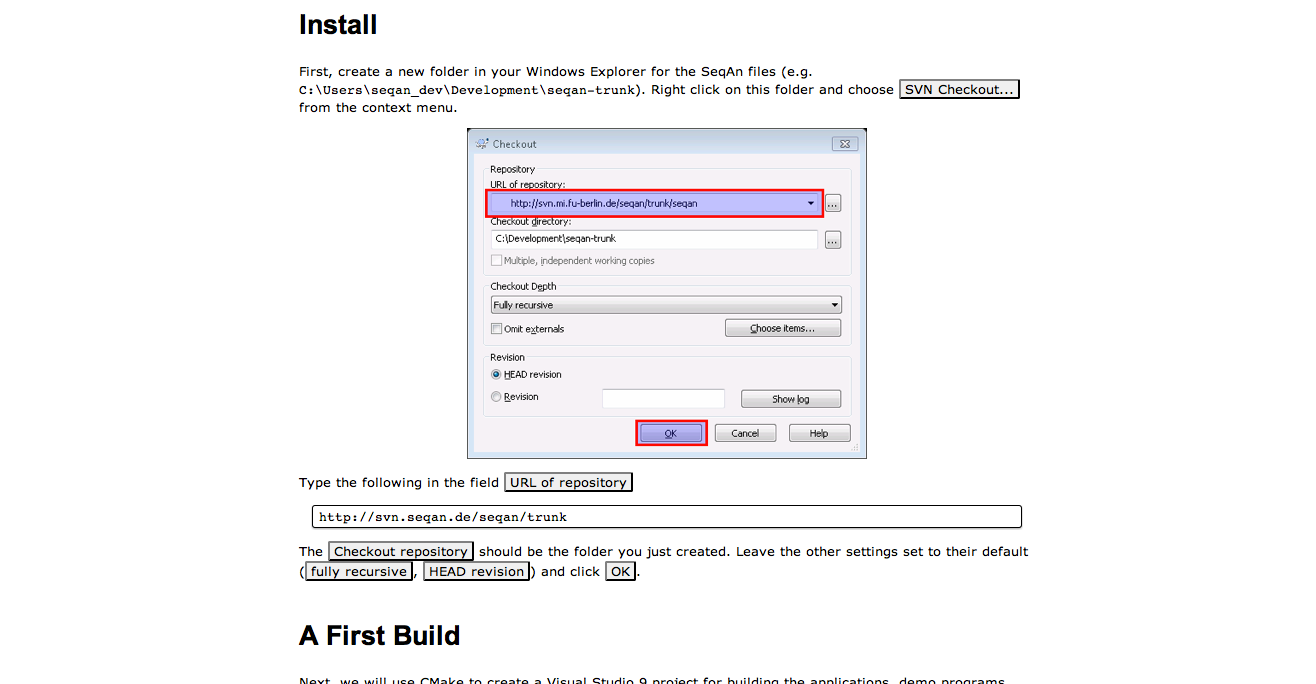 Install
First, create a new folder in your Windows Explorer for the SeqAn files (e.g.
C:\Users\seqan_dev\Development\seqan-trunk). Right click on this folder and choose SVN Checkout...
from the context menu.
Checkout
Repository
URL of repository:
http://svn.mi.fu-berlin.de/seqan/trunk/seqan
...
Checkout directory:
C:\Development\seqan-trunk
...
Multiple, independent working copies
Checkout Depth
Fully recursive
Omit externals
Choose items...
Revision
HEAD revision
Revision
Show log
OK Cancel Help
Type the following in the field URL of repository
http://svn.seqan.de/seqan/trunk
The Checkout repository should be the folder you just created. Leave the other settings set to their default
(fully recursive, HEAD revision) and click OK.
A First Build
Next, we will use CMake to create a Visual Studio 9 project for building the applications, demo programs,